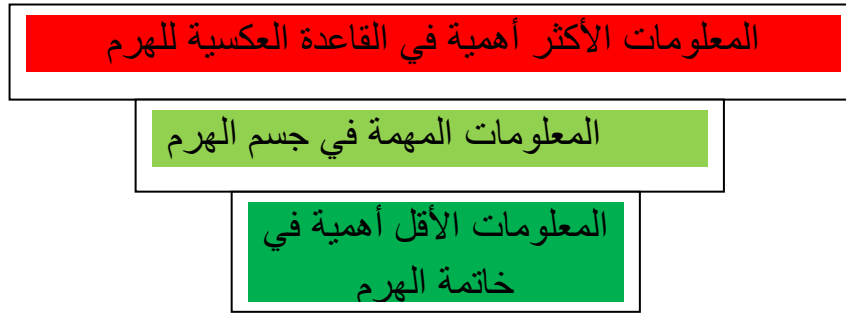 المعلومات الأكثر أهمية في القاعدة العكسية للهرم
المعلومات المهمة في جسم الهرم
المعلومات الأقل أهمية في
خاتمة الهرم